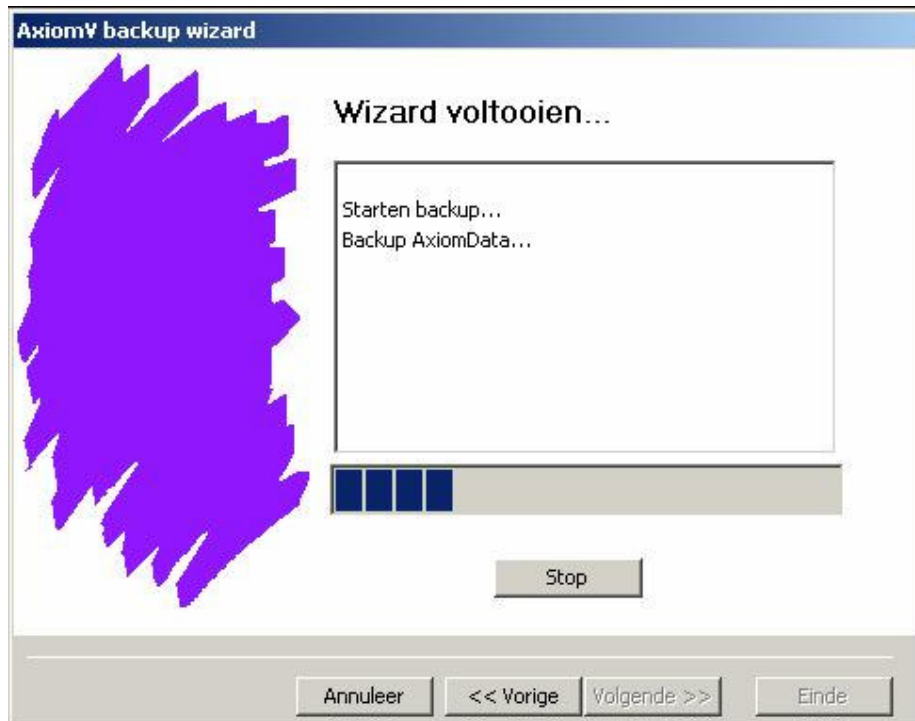 AxiomV backup wizard
Wizard voltooien...
Starten backup...
Backup AxiomData...
Stop
Annuleer
<< Vorige
Volgende >>
Einde